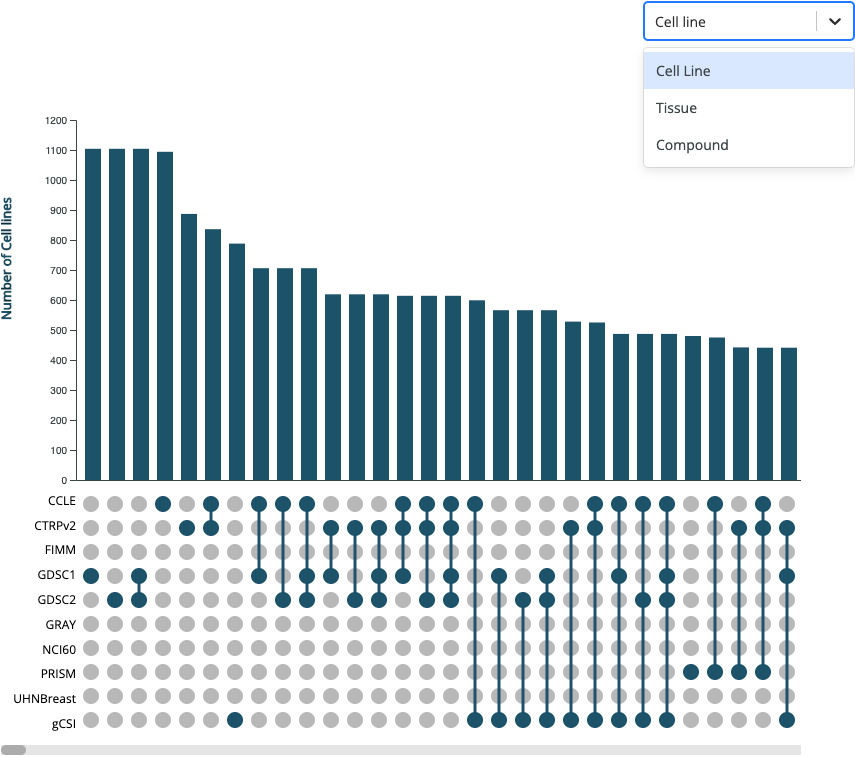 Cell line
Cell Line
Tissue
Compound
Number of Cell lines
1200
1100
1000
900
800
700
600
500
400
300
200
100
0
CCLE
CTRPv2
FIMM
GDSC1
GDSC2
GRAY
NCI60
PRISM
UHNBreast
gCSI